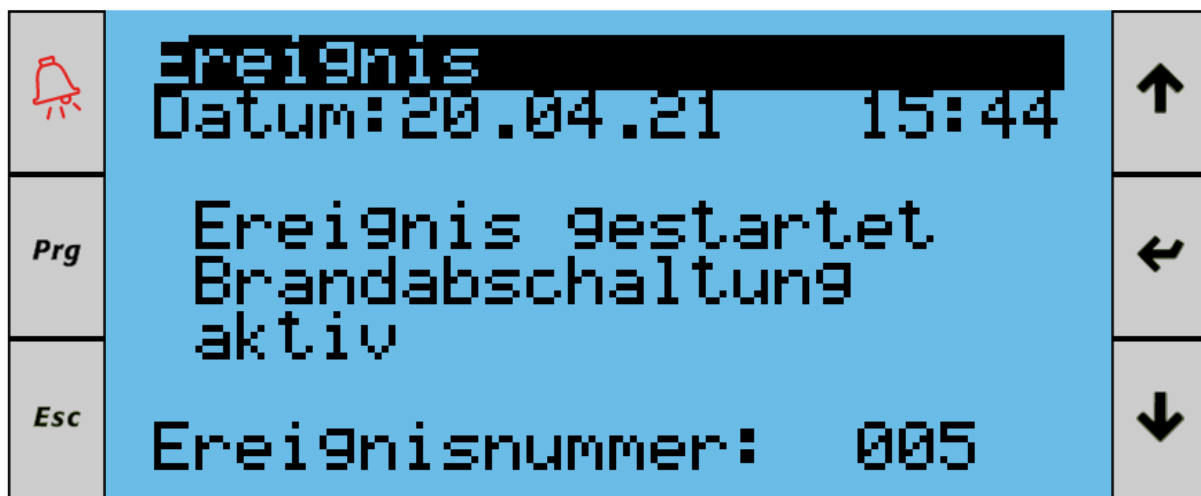 Ereignis
Datum:20.04.21 15:44
Prg
Ereignis gestartet
Brandabschaltung
aktiv
Esc
Ereignisnummer: 005